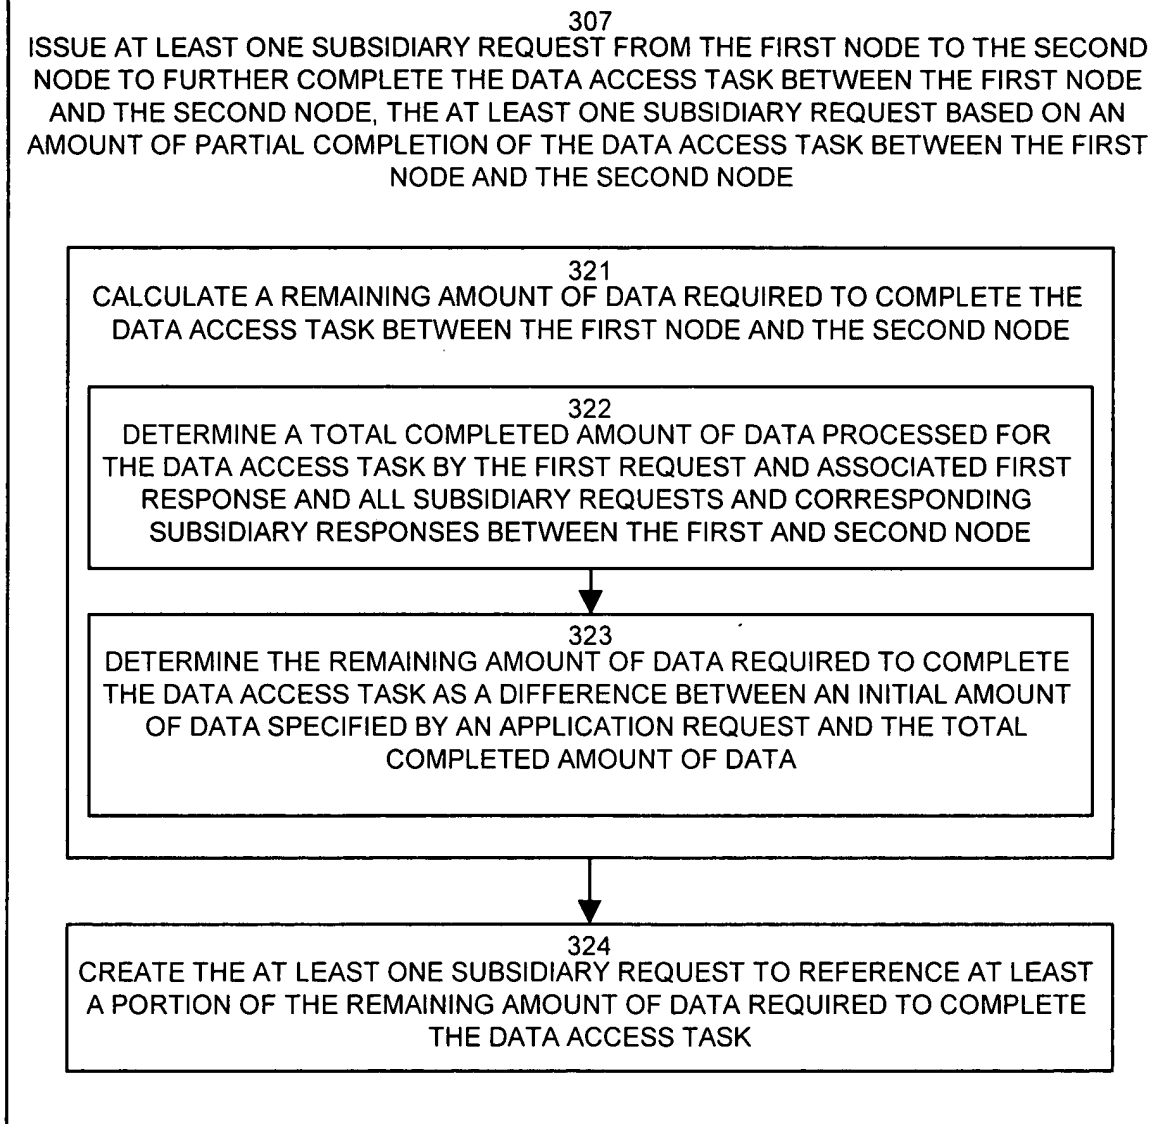 307
ISSUE AT LEAST ONE SUBSIDIARY REQUEST FROM THE FIRST NODE TO THE SECOND
NODE TO FURTHER COMPLETE THE DATA ACCESS TASK BETWEEN THE FIRST NODE
AND THE SECOND NODE, THE AT LEAST ONE SUBSIDIARY REQUEST BASED ON AN
AMOUNT OF PARTIAL COMPLETION OF THE DATA ACCESS TASK BETWEEN THE FIRST
NODE AND THE SECOND NODE
321
CALCULATE A REMAINING AMOUNT OF DATA REQUIRED TO COMPLETE THE
DATA ACCESS TASK BETWEEN THE FIRST NODE AND THE SECOND NODE
322
DETERMINE A TOTAL COMPLETED AMOUNT OF DATA PROCESSED FOR
THE DATA ACCESS TASK BY THE FIRST REQUEST AND ASSOCIATED FIRST
RESPONSE AND ALL SUBSIDIARY REQUESTS AND CORRESPONDING
SUBSIDIARY RESPONSES BETWEEN THE FIRST AND SECOND NODE
323
DETERMINE THE REMAINING AMOUNT OF DATA REQUIRED TO COMPLETE
THE DATA ACCESS TASK AS A DIFFERENCE BETWEEN AN INITIAL AMOUNT
OF DATA SPECIFIED BY AN APPLICATION REQUEST AND THE TOTAL
COMPLETED AMOUNT OF DATA
324
CREATE THE AT LEAST ONE SUBSIDIARY REQUEST TO REFERENCE AT LEAST
A PORTION OF THE REMAINING AMOUNT OF DATA REQUIRED TO COMPLETE
THE DATA ACCESS TASK